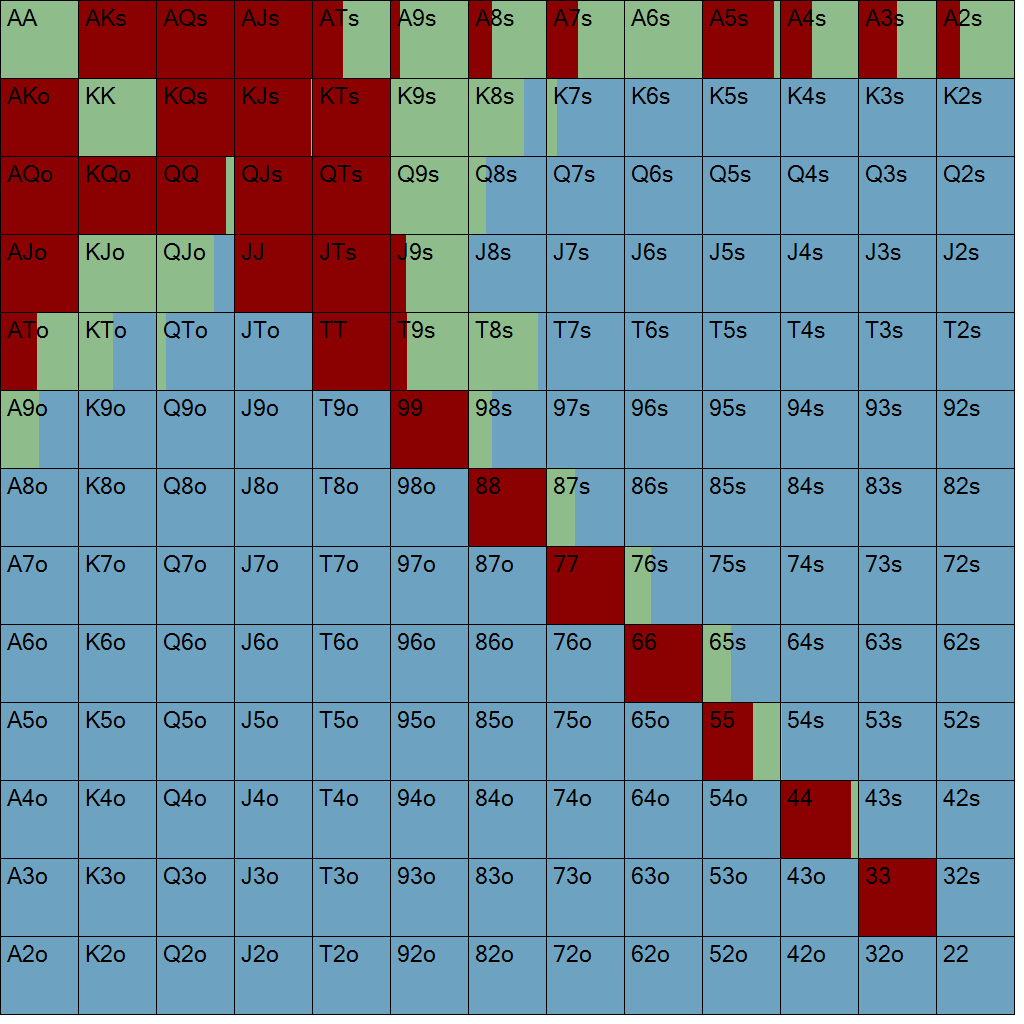 AA AKs AQs AJs ATs A9s A8s A7s A6s A5s A4s A3s A2s
AKo KK KQs KJs KTs K9s K8s K7s K6s K5s K4s K3s K2s
AQo KQo QQ QJs QTs Q9s Q8s Q7s Q6s Q5s Q4s Q3s Q2s
AJo KJo QJo JJ JTs J9s J8s J7s J6s J5s J4s J3s J2s
ATo KTo QTo JTo TT T9s T8s T7s T6s T5s T4s T3s T2s
A9o K9o Q9o J9o T9o 99 98s 97s 96s 95s 94s 93s 92s
A8o K8o Q8o J8o T8o 98o 88 87s 86s 85s 84s 83s 82s
A7o K7o Q7o J7o T7o 97o 87o 77 76s 75s 74s 73s 72s
A6o K6o Q6o J6o T6o 96o 86o 76o 66 65s 64s 63s 62s
A5o K5o Q5o J5o T5o 95o 85o 75o 65o 55 54s 53s 52s
A4o K4o Q4o J4o T4o 94o 84o 74o 64o 54o 44 43s 42s
A3o K3o Q3o J3o T3o 93o 83o 73o 63o 53o 43o 33 32s
A2o K2o Q2o J2o T2o 92o 82o 72o 62o 52o 42o 32o 22